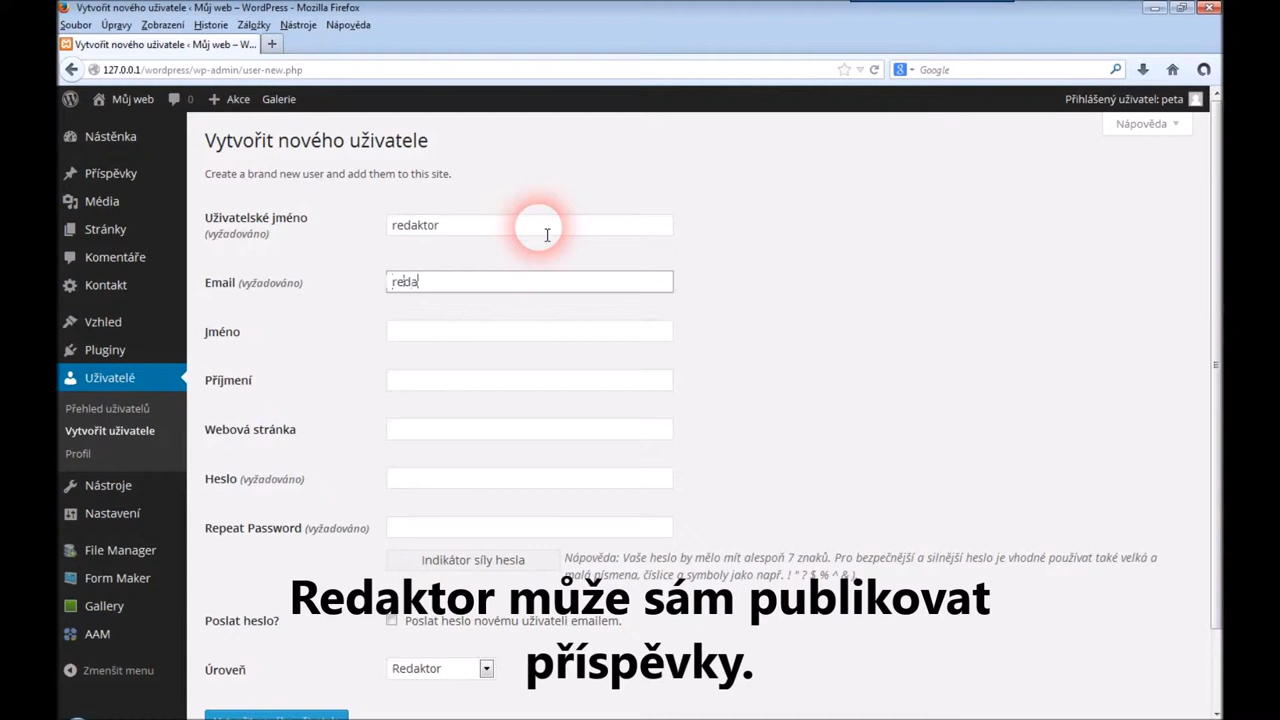 Vytvořit nového uživatele ‹ Můj web — WordPress - Mozilla Firefox
Soubor Úpravy Zobrazení Historie Záložky Nástroje Nápověda
Vytvořit nového uživatele ‹ Můj web — W...
127.0.0.1/wordpress/wp-admin/user-new.php
Google
Můj web 0 Akce Galerie Přihlášený uživatel: peta
Nápověda
Nástěnka
Příspěvky
Média
Stránky
Komentáře
Kontakt
Vzhled
Pluginy
Uživatelé
Přehled uživatelů
Vytvořit uživatele
Profil
Nástroje
Nastavení
File Manager
Form Maker
Gallery
AAM
Zmenšit menu
Vytvořit nového uživatele
Create a brand new user and add them to this site.
Uživatelské jméno redaktor
(vyžadováno)
Email (vyžadováno) reda
Jméno
Příjmení
Webová stránka
Heslo (vyžadováno)
Repeat Password (vyžadováno)
Indikátor síly hesla
Nápověda: Vaše heslo by mělo mít alespoň 7 znaků. Pro bezpečnější a silnější heslo je vhodné používat také velká a
malá písmena, číslice a symboly jako např. ! " ? $ % ^ & ).
Poslat heslo? Poslat heslo novému uživateli emailem.
Úroveň Redaktor
Redaktor může sám publikovat
příspěvky.